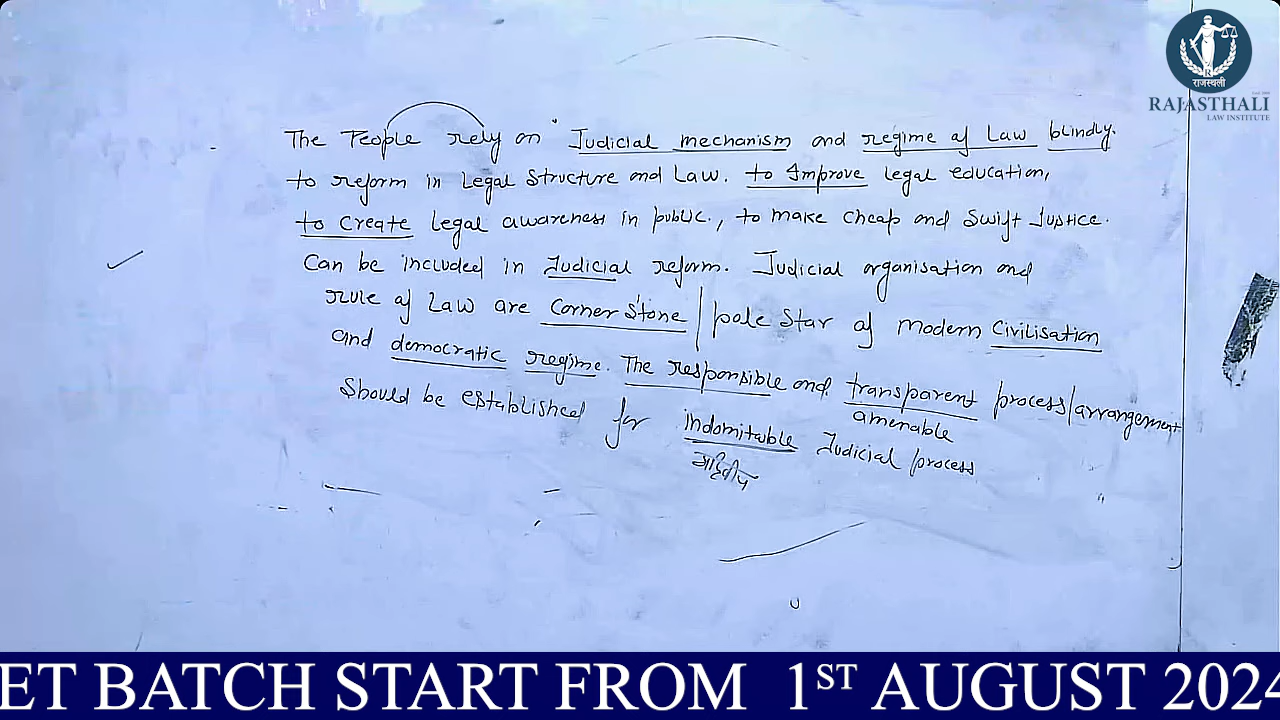 The People rely on "Judicial mechanism and regime of Law blindly.
to reform in Legal Structure and Law. to Improve legal education,
to create legal awareness in public., to make cheap and swift Justice.
Can be included in Judicial reform. Judicial organisation and
rule of Law are Corner Stone / pole Star of modern Civilisation
and democratic regime. The responsible and transparent process/arrangement
amenable
Should be established for indomitable Judicial process
राजस्थली
RAJASTHALI
LAW INSTITUTE
ET BATCH START FROM 1ST AUGUST 2024